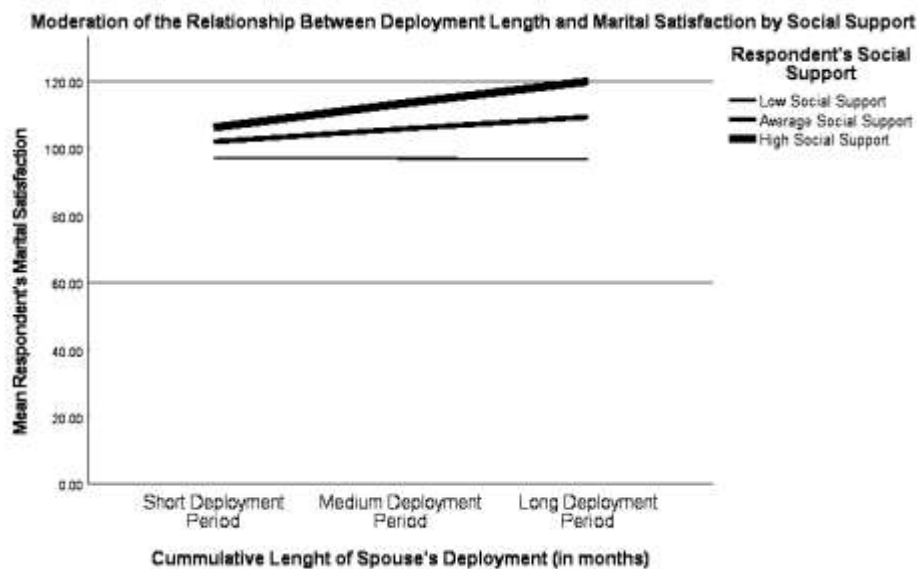 Moderation of the Relationship Between Deployment Length and Marital Satisfaction by Social Support
Respondent's Social
Support
Low Social Support
Average Social Support
High Social Support
Mean Respondent's Marital Satisfaction
120.00
100.00
80.00
60.00
40.00
20.00
0.00
Short Deployment
Period
Medium Deployment
Period
Long Deployment
Period
Cummulative Lenght of Spouse's Deployment (in months)